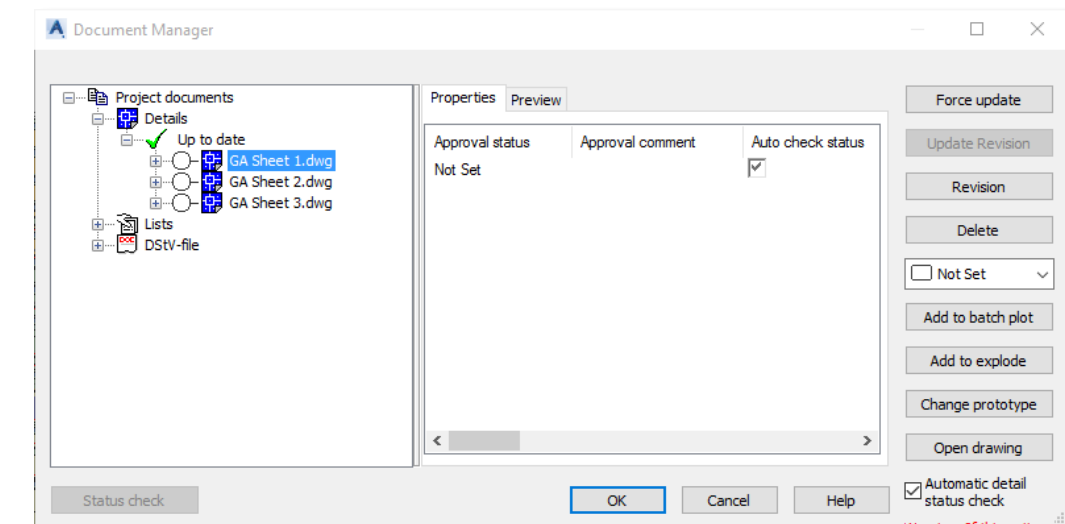 Document Manager
Project documents
Details
Up to date
GA Sheet 1.dwg
GA Sheet 2.dwg
GA Sheet 3.dwg
Lists
DOC
DStV-file
Properties Preview
Approval status Approval comment Auto check status
Not Set
Force update
Update Revision
Revision
Delete
Not Set
Add to batch plot
Add to explode
Change prototype
Open drawing
Automatic detail
status check
Status check
OK
Cancel
Help